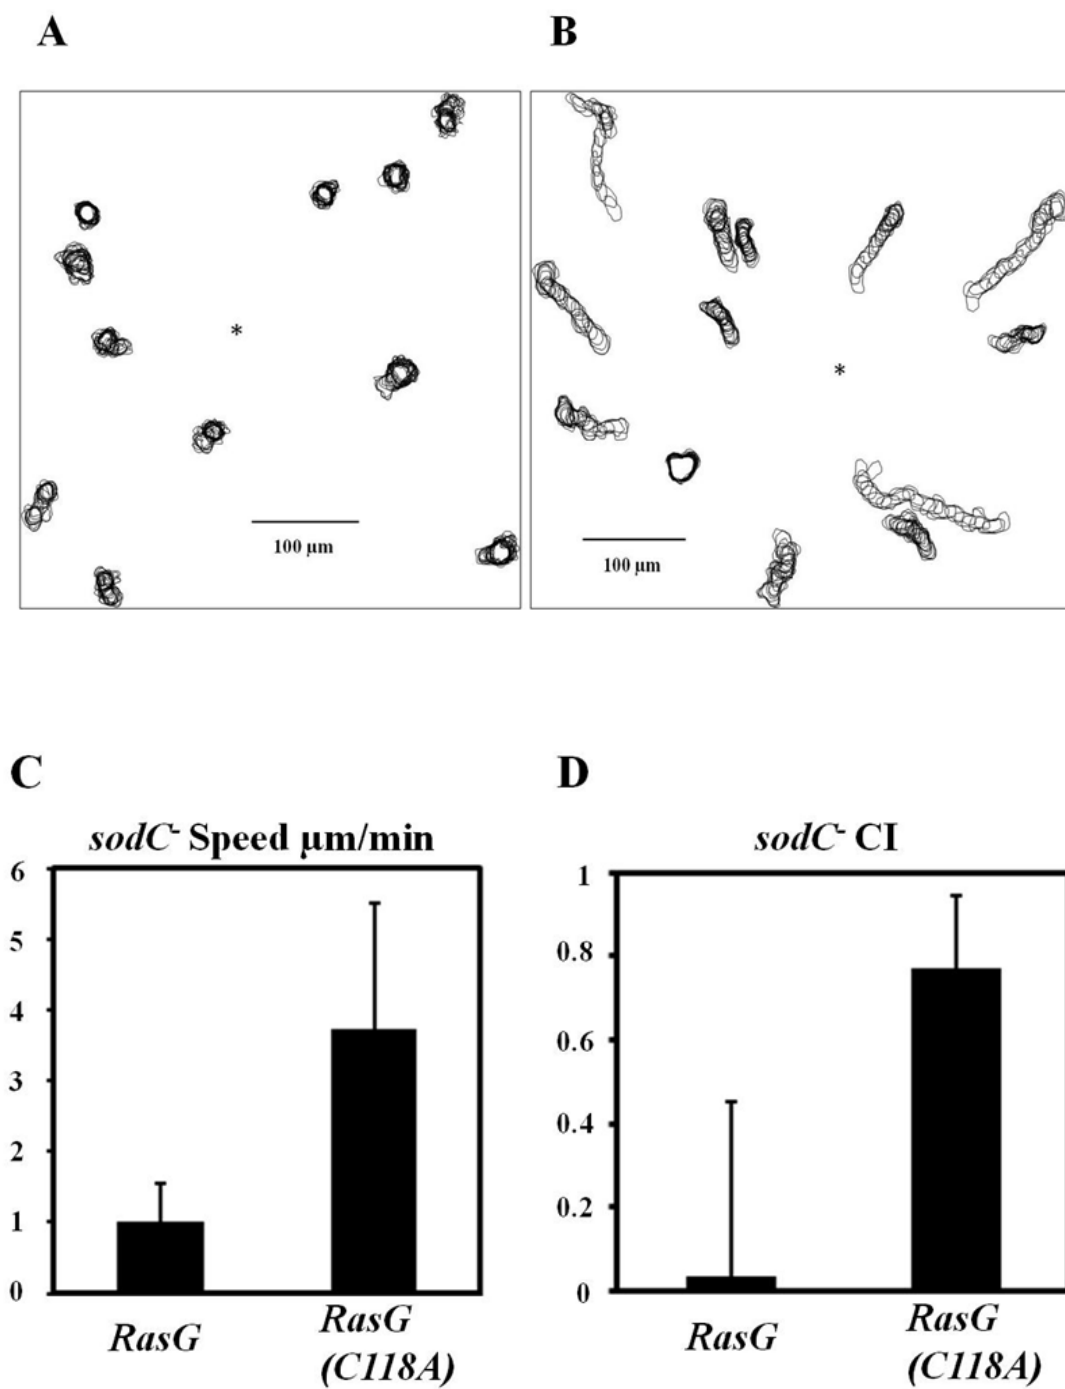 A
B
*
*
100 µm
100 µm
C
D
sodC- Speed µm/min
sodC- CI
6
5
4
3
2
1
0
RasG
RasG
(C118A)
1
0.8
0.6
0.4
0.2
0
RasG
RasG
(C118A)